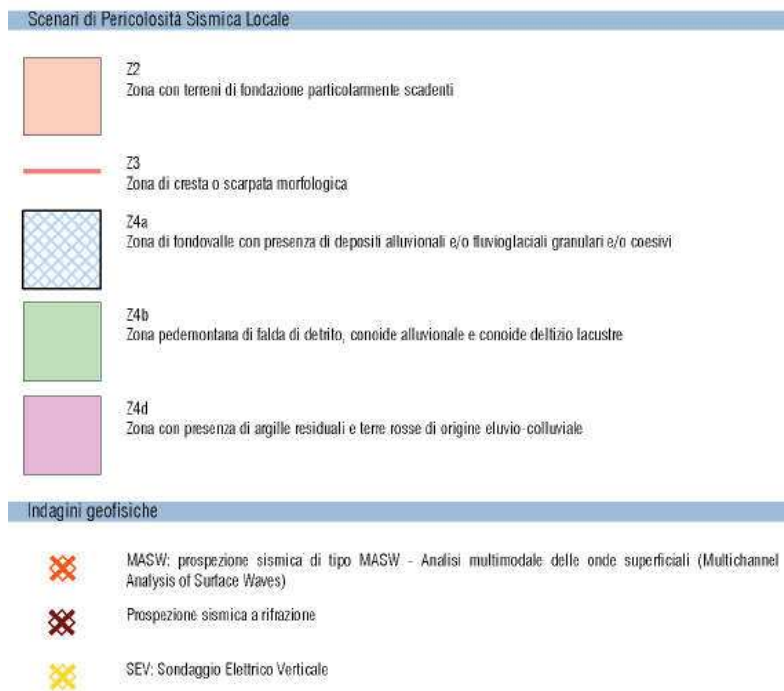 Scenari di Pericolosità Sismica Locale
Z2
Zona con terreni di fondazione particolarmente scadenti
Z3
Zona di cresta o scarpata morfologica
Z4a
Zona di fondovalle con presenza di depositi alluvionali e/o fluvioglaciali granulari e/o coesivi
Z4b
Zona pedemontana di falda di detrito, conoide alluvionale e conoide deltizio lacustre
Z4d
Zona con presenza di argille residuali e terre rosse di origine eluvio-colluviale
Indagini geofisiche
MASW: prospezione sismica di tipo MASW - Analisi multimodale delle onde superficiali (Multichannel
Analysis of Surface Waves)
Prospezione sismica a rifrazione
SEV: Sondaggio Elettrico Verticale